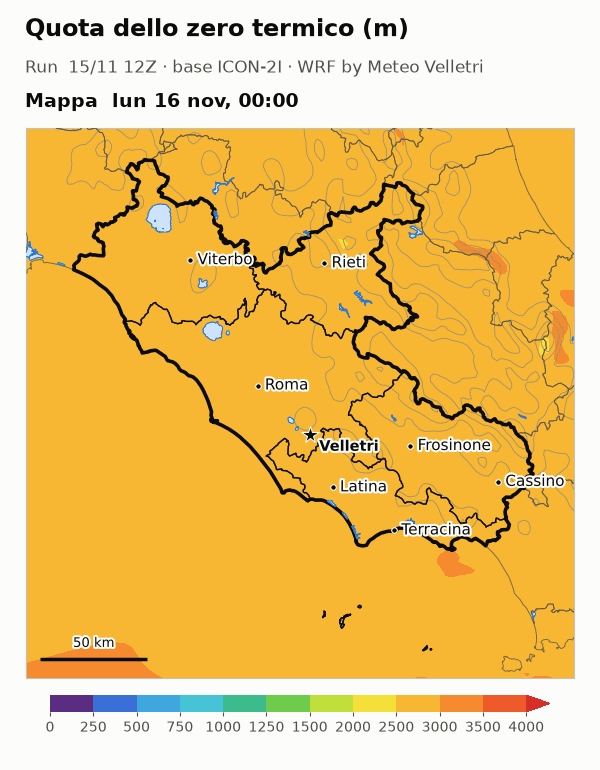 Quota dello zero termico (m)
Run  15/11 12Z · base ICON-2I · WRF by Meteo Velletri
Mappa  lun 16 nov, 00:00
Viterbo
Rieti
Roma
Velletri
Frosinone
Cassino
Latina
Terracina
50 km
0 250 500 750 1000 1250 1500 2000 2500 3000 3500 4000